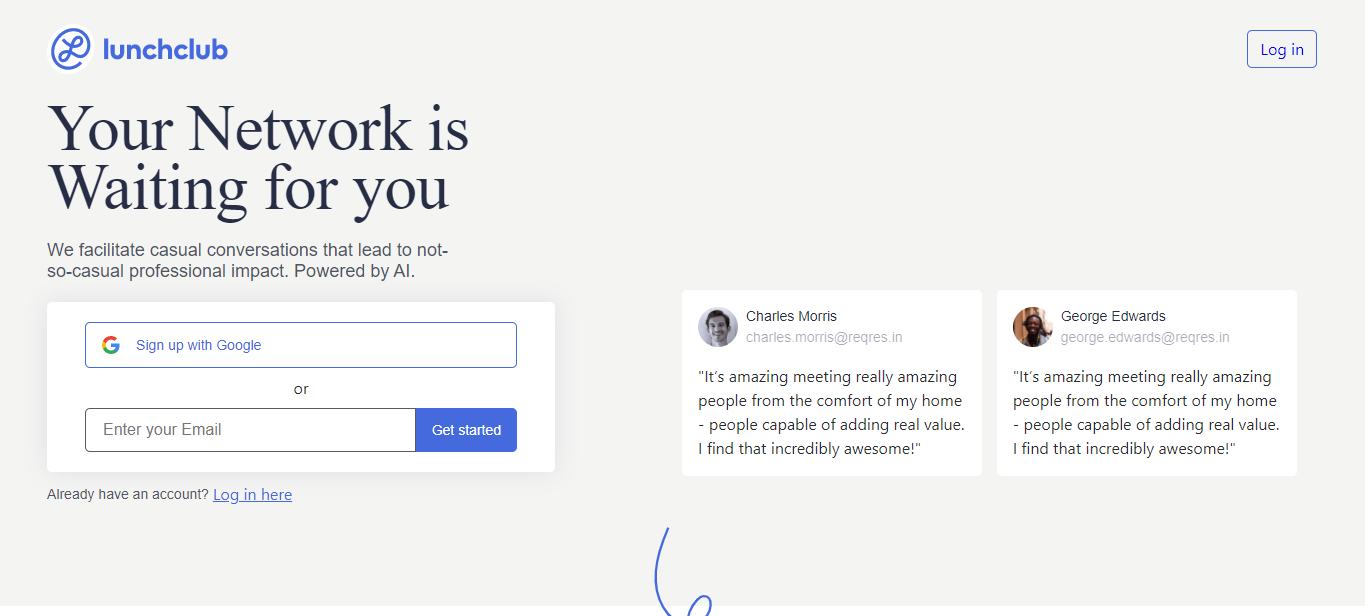 lunchclub
Log in
Your Network is
Waiting for you
We facilitate casual conversations that lead to not-
so-casual professional impact. Powered by AI.
Sign up with Google
or
Enter your Email
Get started
Already have an account? Log in here
Charles Morris
charles.morris@reqres.in
"It's amazing meeting really amazing
people from the comfort of my home
- people capable of adding real value.
I find that incredibly awesome!"
George Edwards
george.edwards@reqres.in
"It's amazing meeting really amazing
people from the comfort of my home
- people capable of adding real value.
I find that incredibly awesome!"